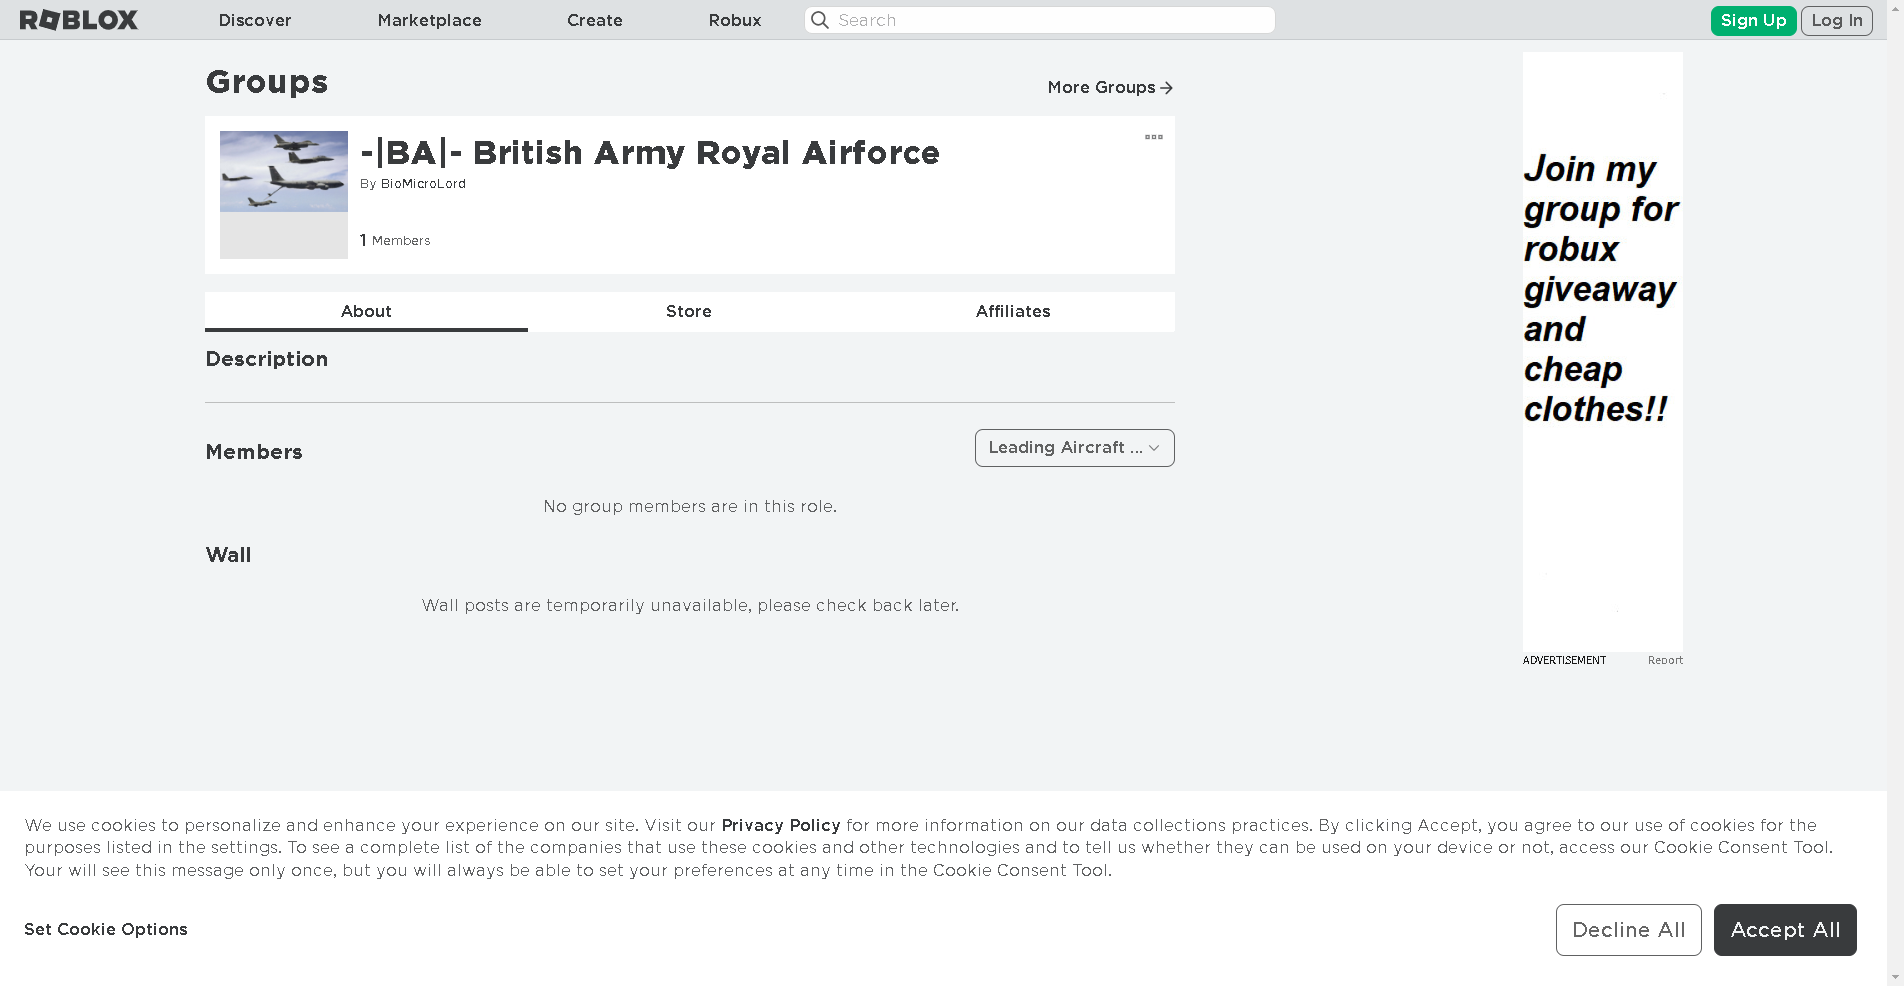 ROBLOX Discover Marketplace Create Robux Search Sign Up Log In
Groups
More Groups
-|BA|- British Army Royal Airforce
By BioMicroLord
1 Members
About Store Affiliates
Description
Members
Leading Aircraft ...
No group members are in this role.
Wall
Wall posts are temporarily unavailable, please check back later.
Join my
group for
robux
giveaway
and
cheap
clothes!!
ADVERTISEMENT Report
We use cookies to personalize and enhance your experience on our site. Visit our Privacy Policy for more information on our data collections practices. By clicking Accept, you agree to our use of cookies for the
purposes listed in the settings. To see a complete list of the companies that use these cookies and other technologies and to tell us whether they can be used on your device or not, access our Cookie Consent Tool.
Your will see this message only once, but you will always be able to set your preferences at any time in the Cookie Consent Tool.
Set Cookie Options
Decline All Accept All